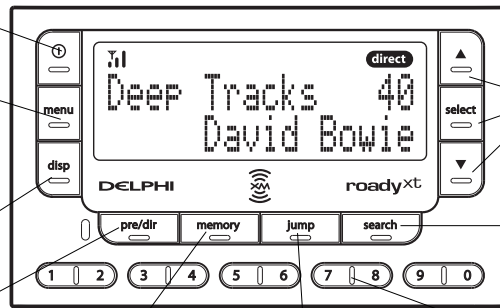 direct
Deep Tracks 40
David Bowie
menu
select
disp
DELPHI
XM
roady xt
pre/dir
memory
jump
search
1 2 3 4 5 6 7 8 9 0